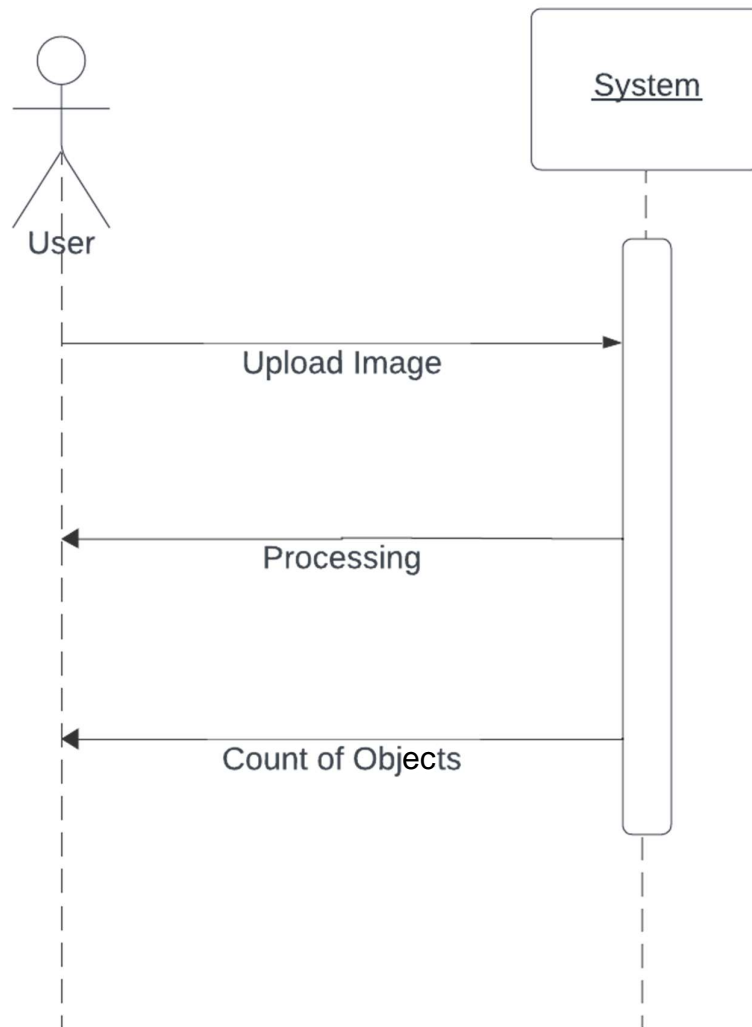 System
User
Upload Image
Processing
Count of Objects